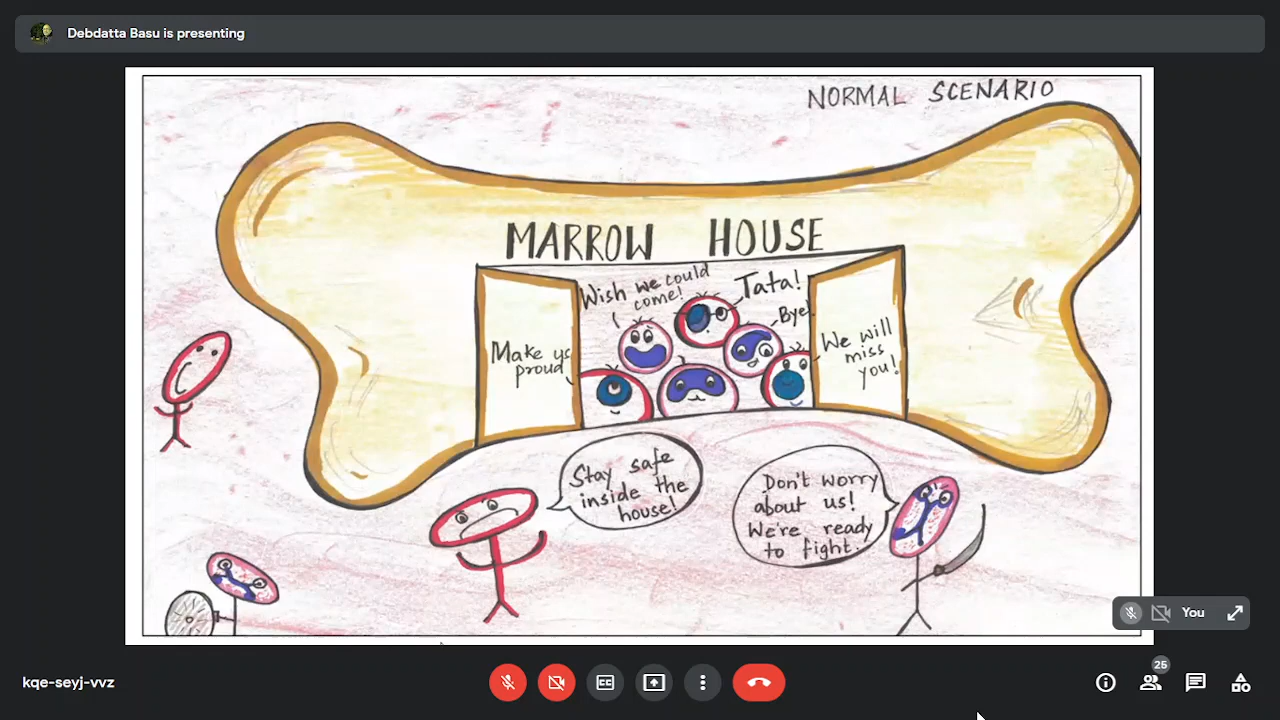 Debdatta Basu is presenting
NORMAL SCENARIO
MARROW HOUSE
Wish we could
come!
Tata!
Bye!
Make us
proud
We will
miss
you!
Stay safe
inside the
house!
Don't worry
about us!
We're ready
to fight.
You
kqe-seyj-vvz
25